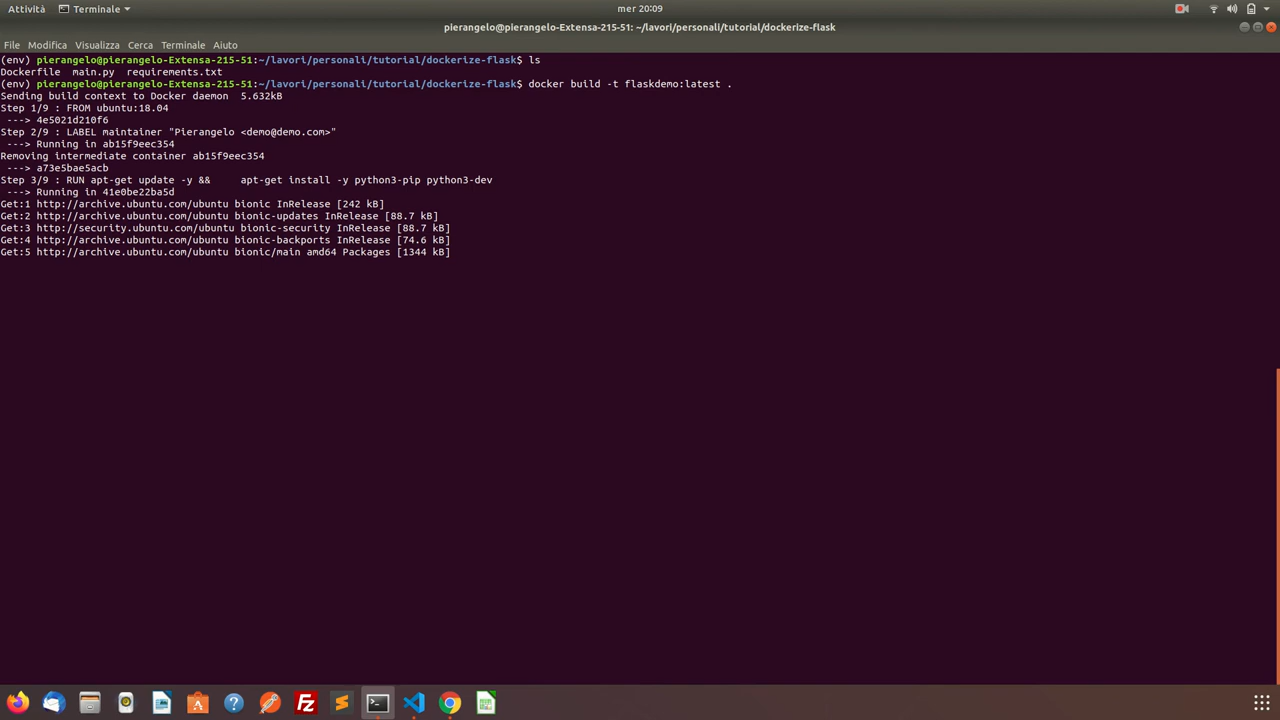 Attività
Terminale
mer 20:09
pierangelo@pierangelo-Extensa-215-51: ~/lavori/personali/tutorial/dockerize-flask
File Modifica Visualizza Cerca Terminale Aiuto
(env) pierangelo@pierangelo-Extensa-215-51:~/lavori/personali/tutorial/dockerize-flask$ ls
Dockerfile  main.py  requirements.txt
(env) pierangelo@pierangelo-Extensa-215-51:~/lavori/personali/tutorial/dockerize-flask$ docker build -t flaskdemo:latest .
Sending build context to Docker daemon  5.632kB
Step 1/9 : FROM ubuntu:18.04
 ---> 4e5021d210f6
Step 2/9 : LABEL maintainer "Pierangelo <demo@demo.com>"
 ---> Running in ab15f9eec354
Removing intermediate container ab15f9eec354
 ---> a73e5bae5acb
Step 3/9 : RUN apt-get update -y &&     apt-get install -y python3-pip python3-dev
 ---> Running in 41e0be22ba5d
Get:1 http://archive.ubuntu.com/ubuntu bionic InRelease [242 kB]
Get:2 http://archive.ubuntu.com/ubuntu bionic-updates InRelease [88.7 kB]
Get:3 http://security.ubuntu.com/ubuntu bionic-security InRelease [88.7 kB]
Get:4 http://archive.ubuntu.com/ubuntu bionic-backports InRelease [74.6 kB]
Get:5 http://archive.ubuntu.com/ubuntu bionic/main amd64 Packages [1344 kB]